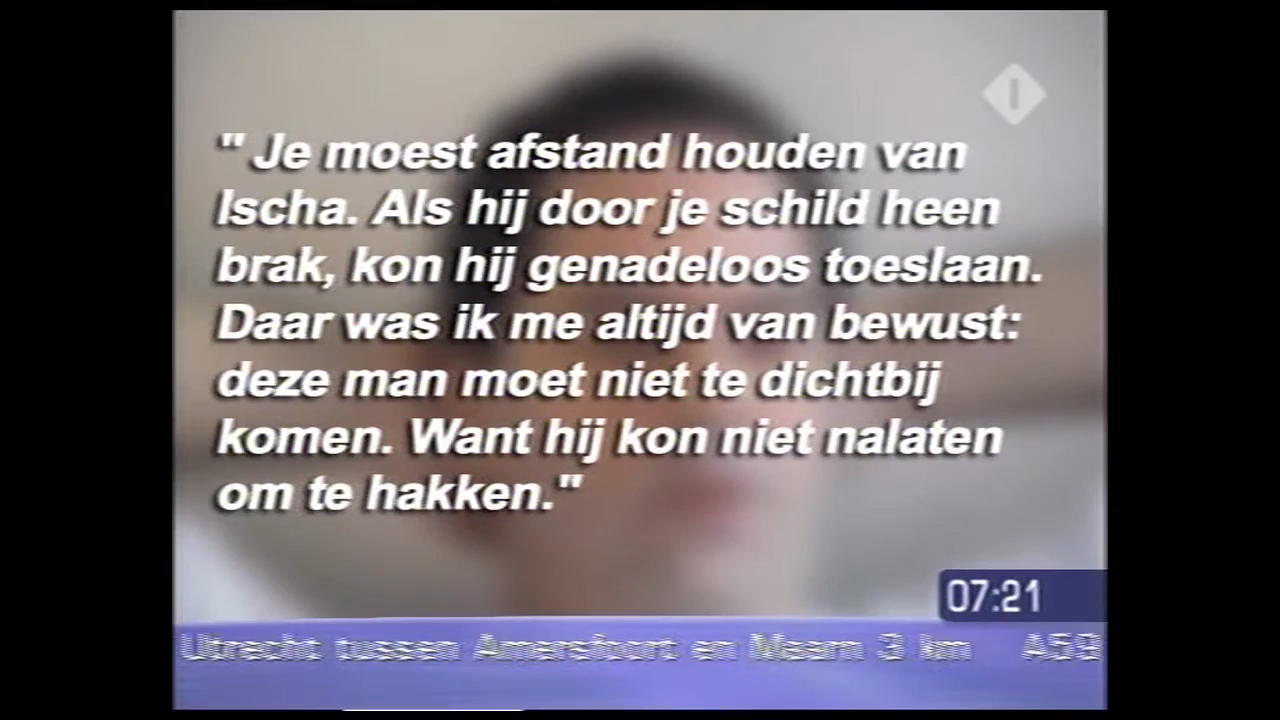 1
" Je moest afstand houden van
Ischa. Als hij door je schild heen
brak, kon hij genadeloos toeslaan.
Daar was ik me altijd van bewust:
deze man moet niet te dichtbij
komen. Want hij kon niet nalaten
om te hakken."
07:21
Utrecht tussen Amersfoort en Maarn 3 km A59